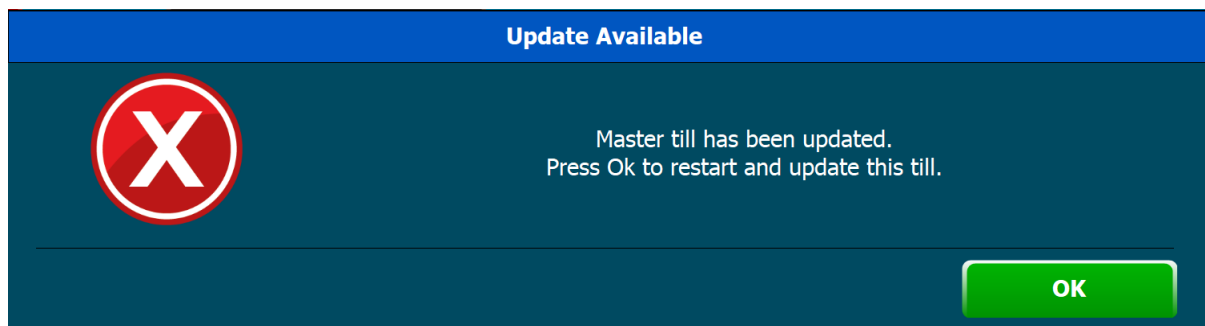 Update Available
X
Master till has been updated.
Press Ok to restart and update this till.
OK